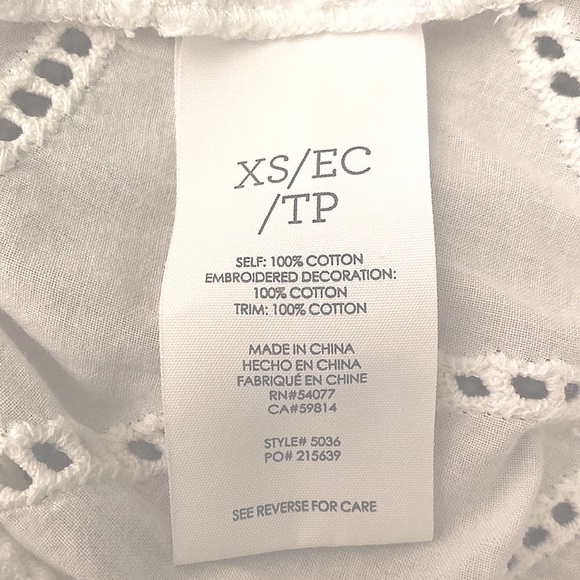 XS/EC
/TP
SELF: 100% COTTON
EMBROIDERED DECORATION:
100% COTTON
TRIM: 100% COTTON
MADE IN CHINA
HECHO EN CHINA
FABRIQUÉ EN CHINE
RN#54077
CA#59814
STYLE# 5036
PO# 215639
SEE REVERSE FOR CARE